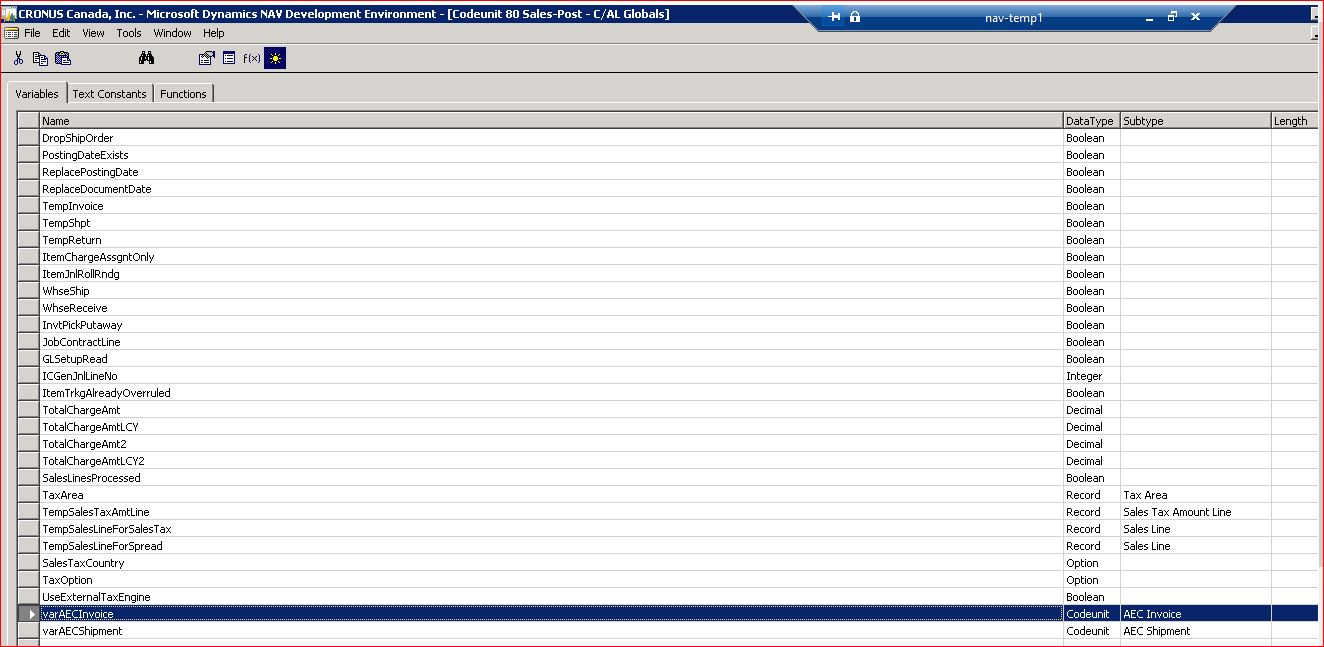 CRONUS Canada, Inc. - Microsoft Dynamics NAV Development Environment - [Codeunit 80 Sales-Post - C/AL Globals]
nav-temp1
File Edit View Tools Window Help
f(x)
Variables Text Constants Functions
Name DataType Subtype Length
DropShipOrder Boolean
PostingDateExists Boolean
ReplacePostingDate Boolean
ReplaceDocumentDate Boolean
TempInvoice Boolean
TempShpt Boolean
TempReturn Boolean
ItemChargeAssgntOnly Boolean
ItemJnlRollRndg Boolean
WhseShip Boolean
WhseReceive Boolean
InvtPickPutaway Boolean
JobContractLine Boolean
GLSetupRead Boolean
ICGenJnlLineNo Integer
ItemTrkgAlreadyOverruled Boolean
TotalChargeAmt Decimal
TotalChargeAmtLCY Decimal
TotalChargeAmt2 Decimal
TotalChargeAmtLCY2 Decimal
SalesLinesProcessed Boolean
TaxArea Record Tax Area
TempSalesTaxAmtLine Record Sales Tax Amount Line
TempSalesLineForSalesTax Record Sales Line
TempSalesLineForSpread Record Sales Line
SalesTaxCountry Option
TaxOption Option
UseExternalTaxEngine Boolean
varAECInvoice Codeunit AEC Invoice
varAECShipment Codeunit AEC Shipment